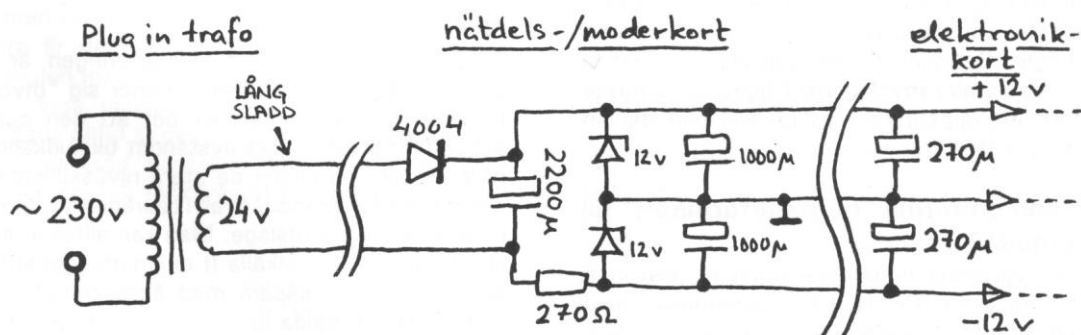 Plug in trafo
nätdels-/moderkort
elektronik-
kort
+12v
LÅNG
SLADD
4004
2200µ
12v
1000µ
270µ
~230v
24v
12v
1000µ
270µ
270Ω
-12v